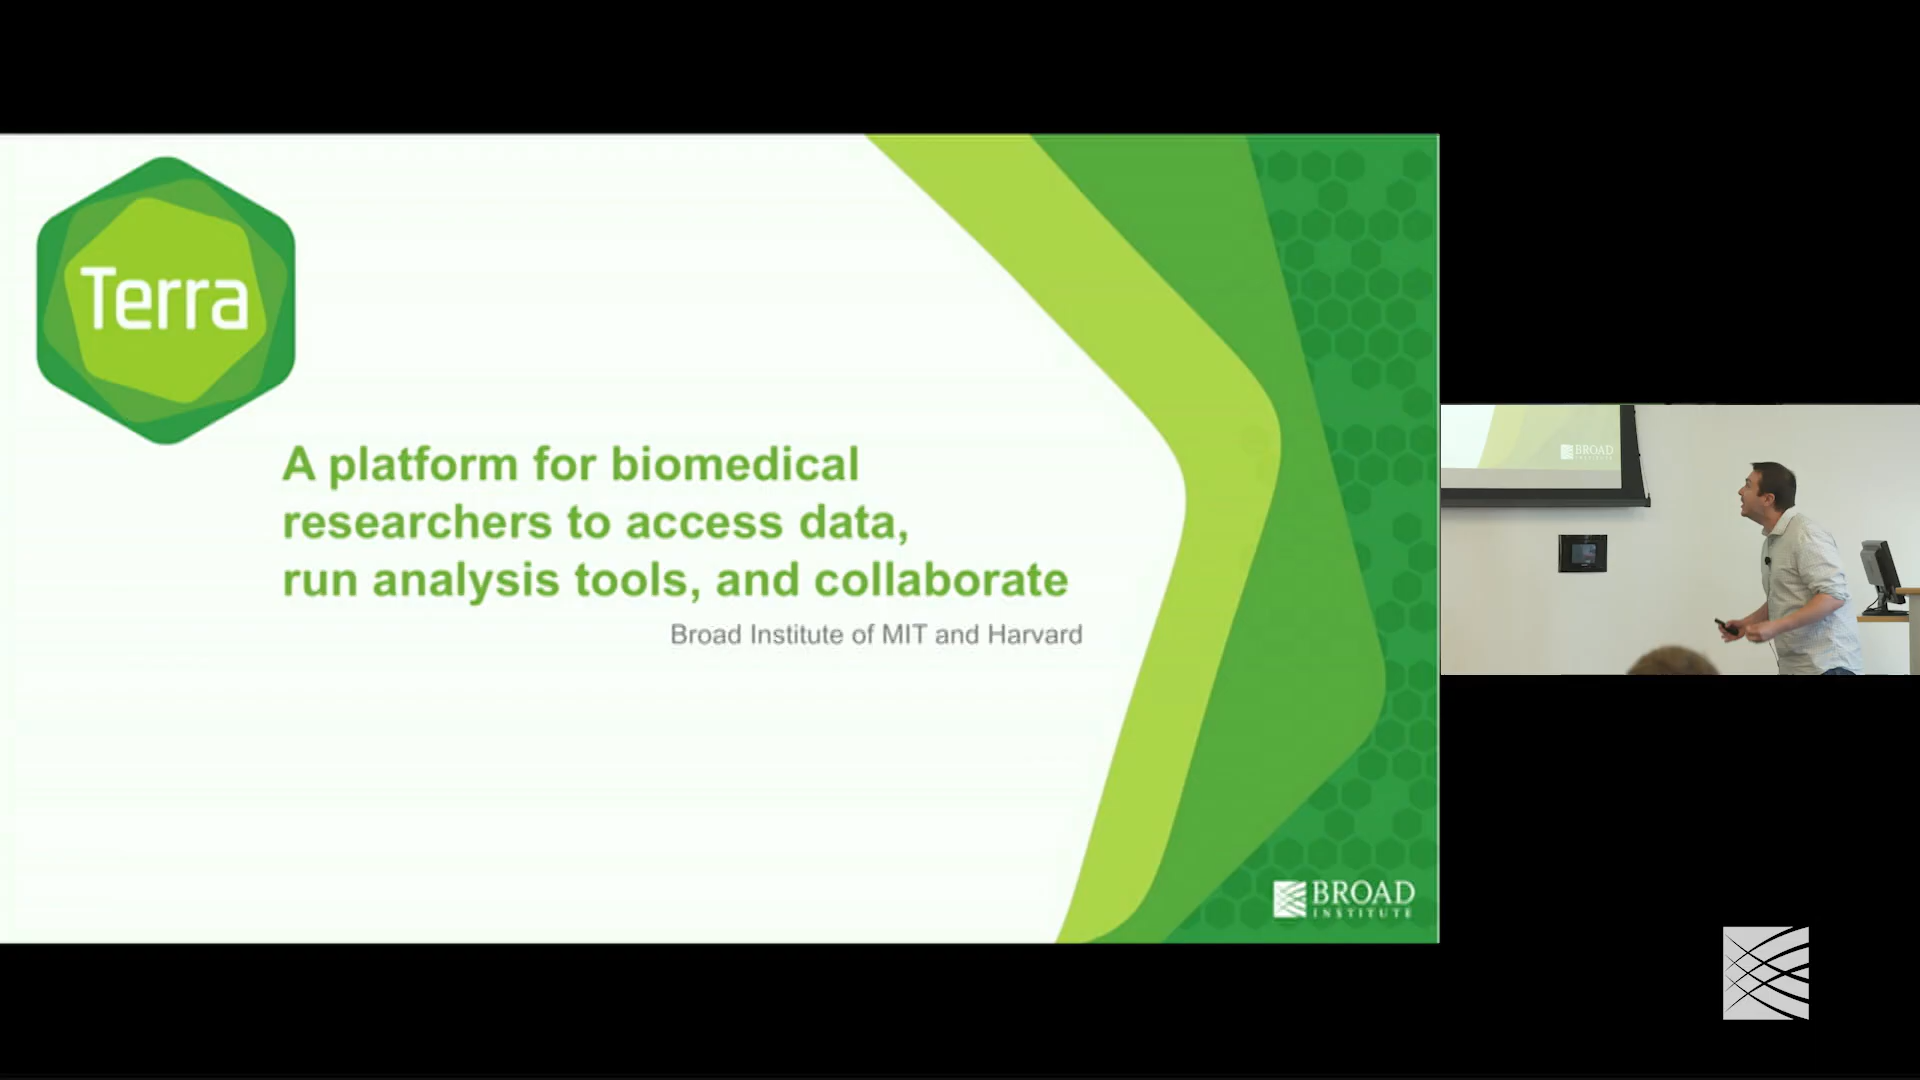 Terra
A platform for biomedical
researchers to access data,
run analysis tools, and collaborate
Broad Institute of MIT and Harvard
BROAD
INSTITUTE
BROAD